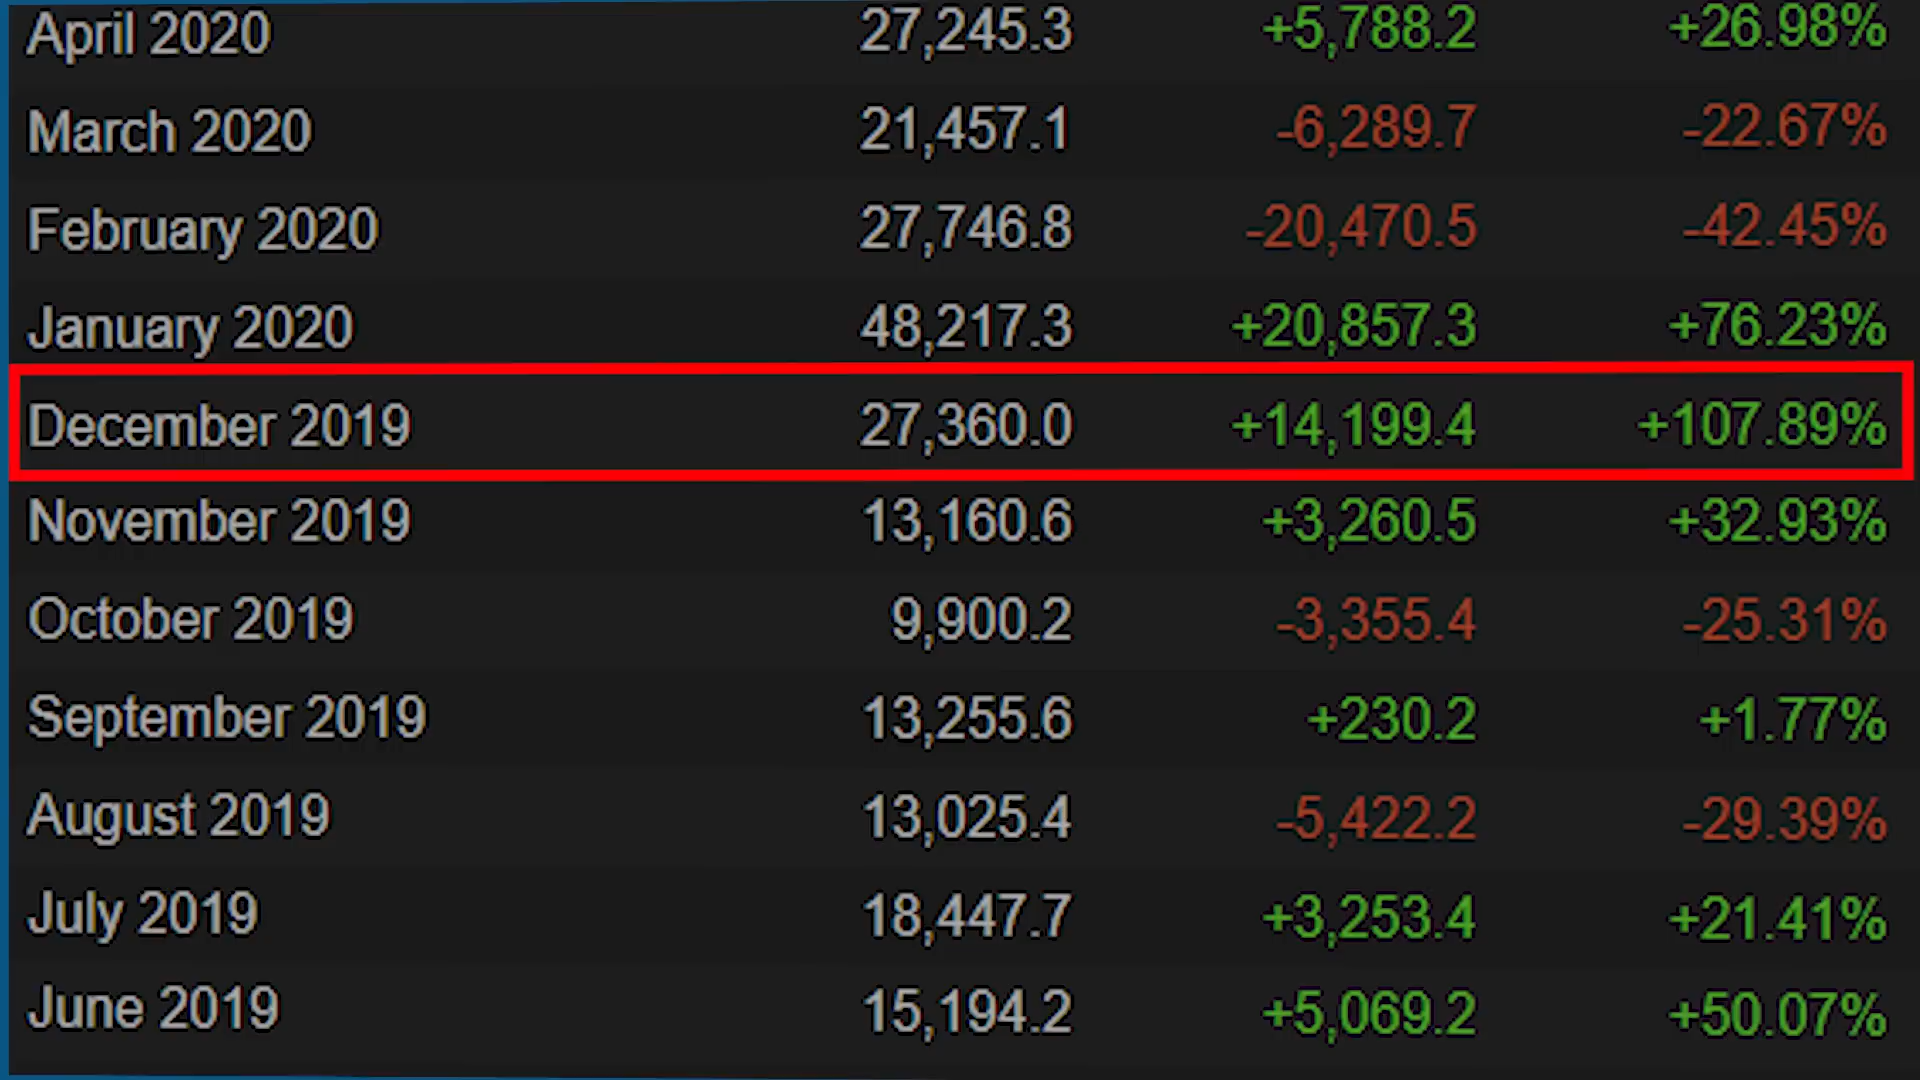 April 2020 27,245.3 +5,788.2 +26.98%
March 2020 21,457.1 -6,289.7 -22.67%
February 2020 27,746.8 -20,470.5 -42.45%
January 2020 48,217.3 +20,857.3 +76.23%
December 2019 27,360.0 +14,199.4 +107.89%
November 2019 13,160.6 +3,260.5 +32.93%
October 2019 9,900.2 -3,355.4 -25.31%
September 2019 13,255.6 +230.2 +1.77%
August 2019 13,025.4 -5,422.2 -29.39%
July 2019 18,447.7 +3,253.4 +21.41%
June 2019 15,194.2 +5,069.2 +50.07%